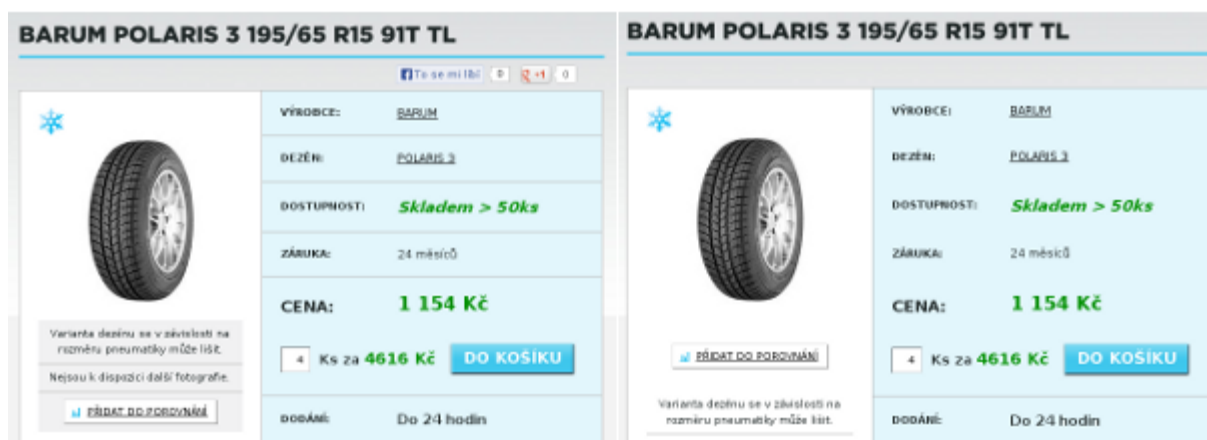 BARUM POLARIS 3 195/65 R15 91T TL
To se mi líbí 0 +1 0
VÝROBCE: BARUM
DEZÉN: POLARIS 3
DOSTUPNOST: Skladem > 50ks
ZÁRUKA: 24 měsíců
CENA: 1 154 Kč
4 Ks za 4616 Kč DO KOŠÍKU
DODÁNÍ: Do 24 hodin
Varianta dezénu se v závislosti na
rozměru pneumatiky může lišit.
Nejsou k dispozici další fotografie.
PŘIDAT DO POROVNÁNÍ
BARUM POLARIS 3 195/65 R15 91T TL
VÝROBCE: BARUM
DEZÉN: POLARIS 3
DOSTUPNOST: Skladem > 50ks
ZÁRUKA: 24 měsíců
CENA: 1 154 Kč
4 Ks za 4616 Kč DO KOŠÍKU
DODÁNÍ: Do 24 hodin
PŘIDAT DO POROVNÁNÍ
Varianta dezénu se v závislosti na
rozměru pneumatiky může lišit.